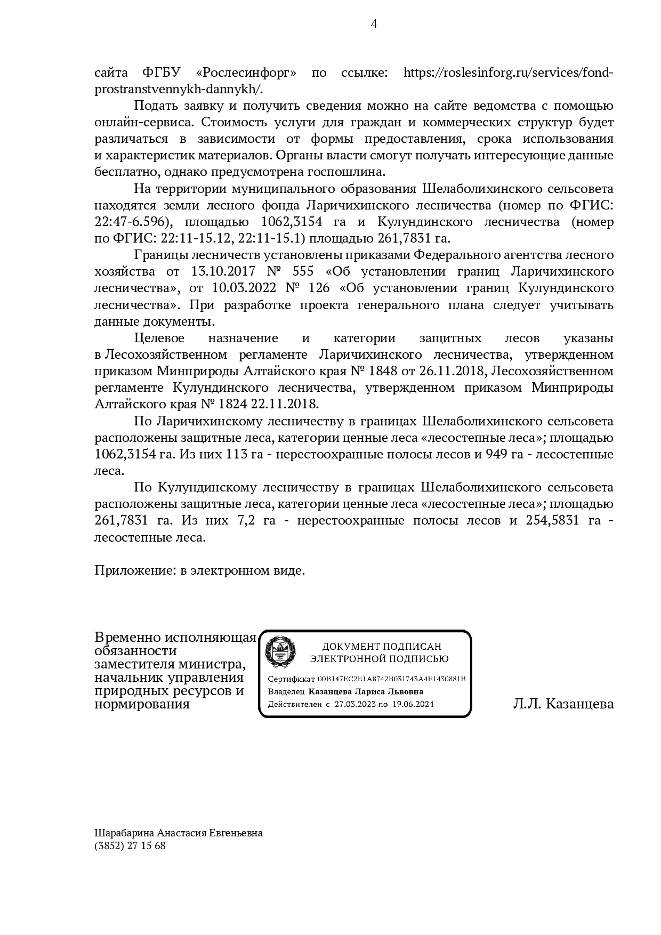 4
сайта ФГБУ «Рослесинфорг» по ссылке: https://roslesinforg.ru/services/fond-
prostranstvennykh-dannykh/.
Подать заявку и получить сведения можно на сайте ведомства с помощью
онлайн-сервиса. Стоимость услуги для граждан и коммерческих структур будет
различаться в зависимости от формы предоставления, срока использования
и характеристик материалов. Органы власти смогут получать интересующие данные
бесплатно, однако предусмотрена госпошлина.
На территории муниципального образования Шелаболихинского сельсовета
находятся земли лесного фонда Ларичихинского лесничества (номер по ФГИС:
22:47-6.596), площадью 1062,3154 га и Кулундинского лесничества (номер
по ФГИС: 22:11-15.12, 22:11-15.1) площадью 261,7831 га.
Границы лесничеств установлены приказами Федерального агентства лесного
хозяйства от 13.10.2017 № 555 «Об установлении границ Ларичихинского
лесничества», от 10.03.2022 № 126 «Об установлении границ Кулундинского
лесничества». При разработке проекта генерального плана следует учитывать
данные документы.
Целевое назначение и категории защитных лесов указаны
в Лесохозяйственном регламенте Ларичихинского лесничества, утвержденном
приказом Минприроды Алтайского края № 1848 от 26.11.2018, Лесохозяйственном
регламенте Кулундинского лесничества, утвержденном приказом Минприроды
Алтайского края № 1824 22.11.2018.
По Ларичихинскому лесничеству в границах Шелаболихинского сельсовета
расположены защитные леса, категории ценные леса «лесостепные леса»; площадью
1062,3154 га. Из них 113 га - нерестоохранные полосы лесов и 949 га - лесостепные
леса.
По Кулундинскому лесничеству в границах Шелаболихинского сельсовета
расположены защитные леса, категории ценные леса «лесостепные леса»; площадью
261,7831 га. Из них 7,2 га - нерестоохранные полосы лесов и 254,5831 га -
лесостепные леса.
Приложение: в электронном виде.
Временно исполняющая
обязанности
заместителя министра,
начальник управления
природных ресурсов и
нормирования
ДОКУМЕНТ ПОДПИСАН
ЭЛЕКТРОННОЙ ПОДПИСЬЮ
Сертификат
Владелец Казанцева Лариса Львовна
Действителен с 27.03.2023 по 19.06.2024
Л.Л. Казанцева
Шарабарина Анастасия Евгеньевна
(3852) 27 15 68